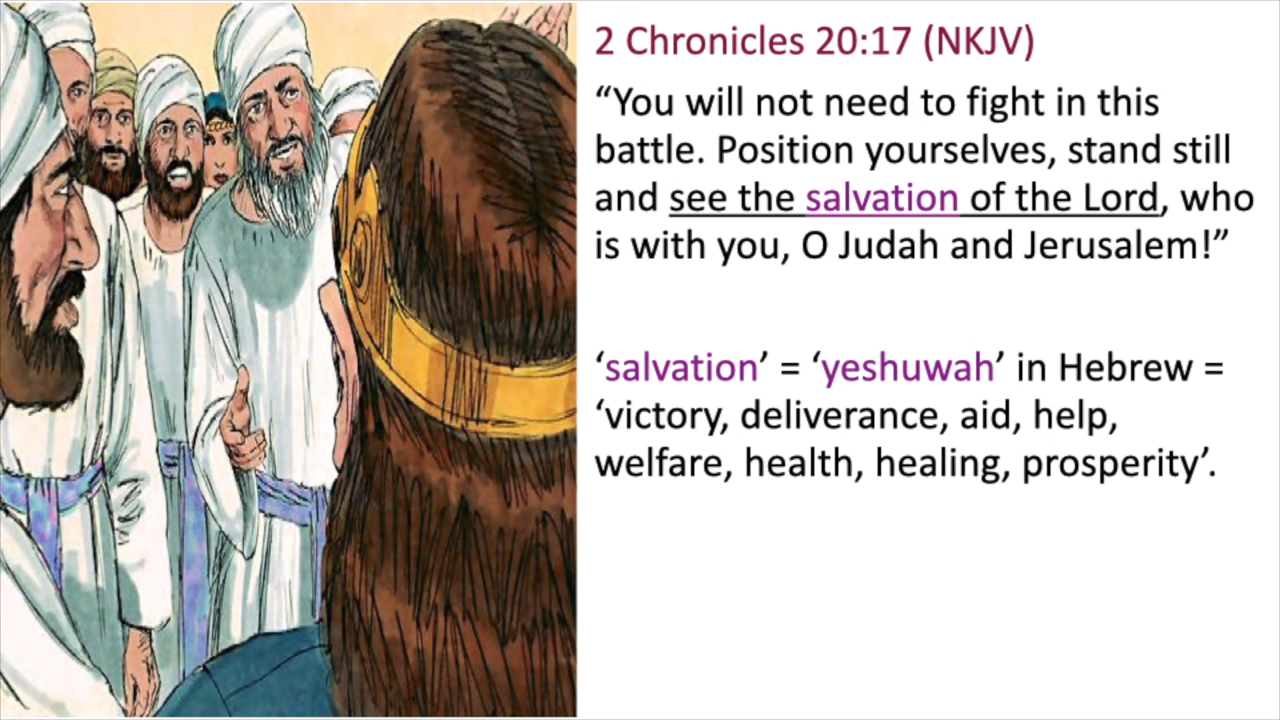 2 Chronicles 20:17 (NKJV)
“You will not need to fight in this
battle. Position yourselves, stand still
and see the salvation of the Lord, who
is with you, O Judah and Jerusalem!”
‘salvation’ = ‘yeshuwah’ in Hebrew =
‘victory, deliverance, aid, help,
welfare, health, healing, prosperity’.